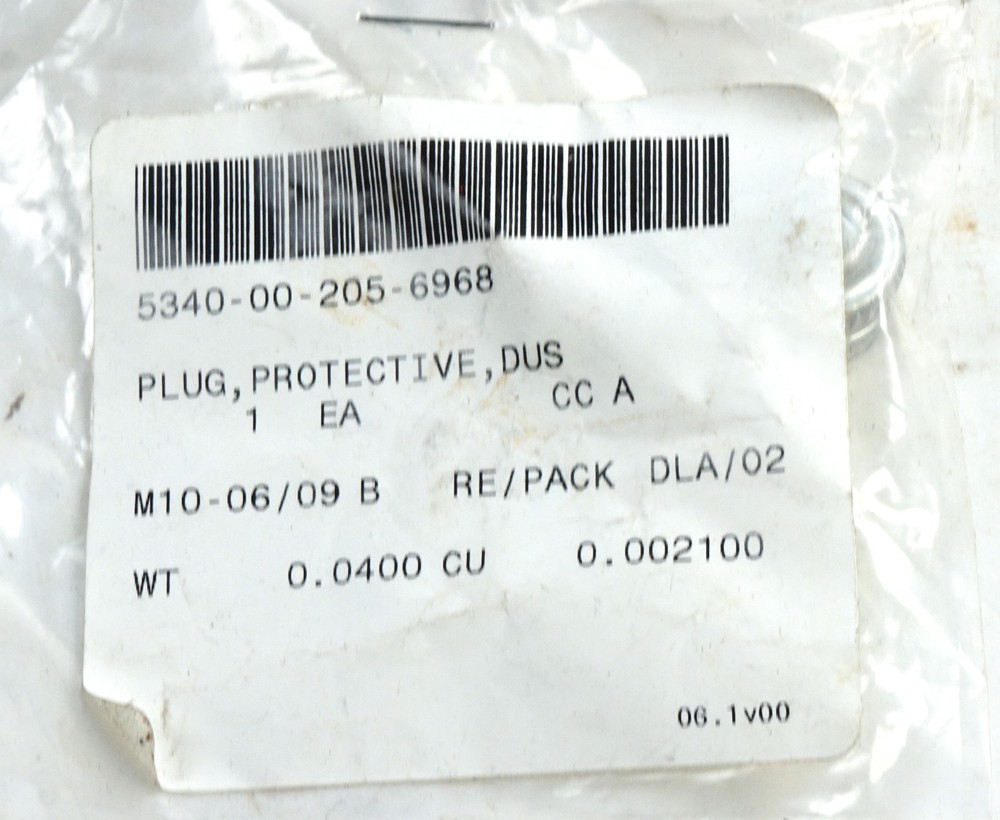 5340-00-205-6968
PLUG,PROTECTIVE,DUS
1 EA CC A
M10-06/09 B RE/PACK DLA/02
WT 0.0400 CU 0.002100
06.1v00